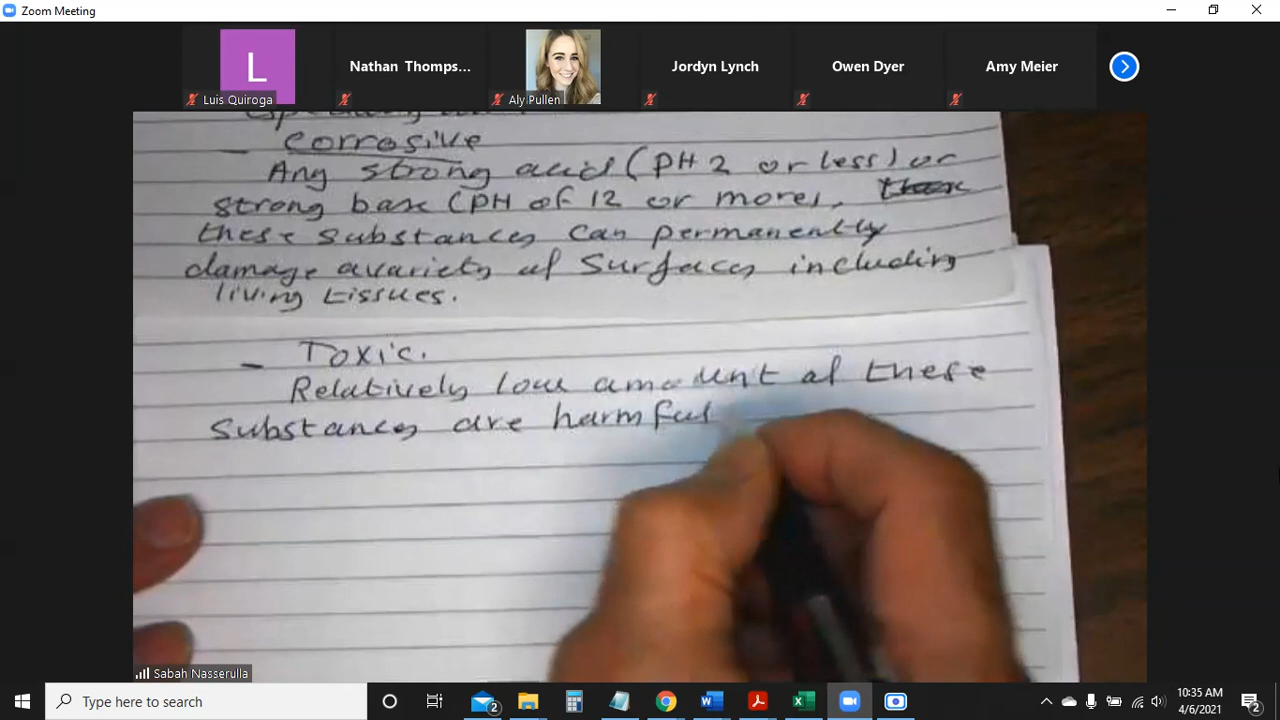 Zoom Meeting
L
Luis Quiroga
Nathan Thomps...
Aly Pullen
Jordyn Lynch
Owen Dyer
Amy Meier
- Corrosive
Any strong acid (PH 2 or less) or
strong base (PH of 12 or more),
these substances can permanently
damage a variety of surfaces including
living tissues.
- Toxic.
Relatively low amount of these
substances are harmful
Sabah Nasserulla
Type here to search
2
10:35 AM
4/6/2021
2